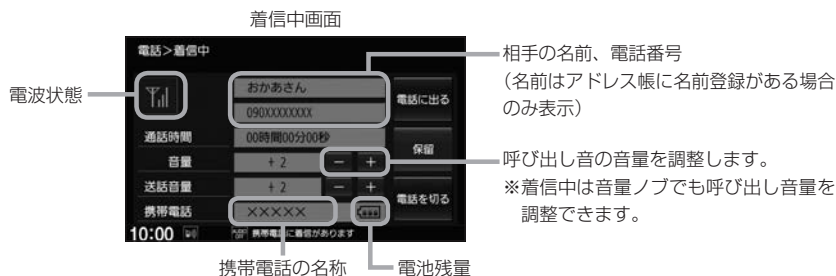 着信中画面
電話>着信中
相手の名前、電話番号
(名前はアドレス帳に名前登録がある場合
のみ表示)
電波状態
おかあさん
090XXXXXXXX
電話に出る
通話時間
00時間00分00秒
保留
音量
+2
− +
呼び出し音の音量を調整します。
※着信中は音量ノブでも呼び出し音量を
調整できます。
送話音量
+2
− +
電話を切る
携帯電話
×××××
10:00
AUDIO OFF
携帯電話に着信があります
携帯電話の名称
電池残量